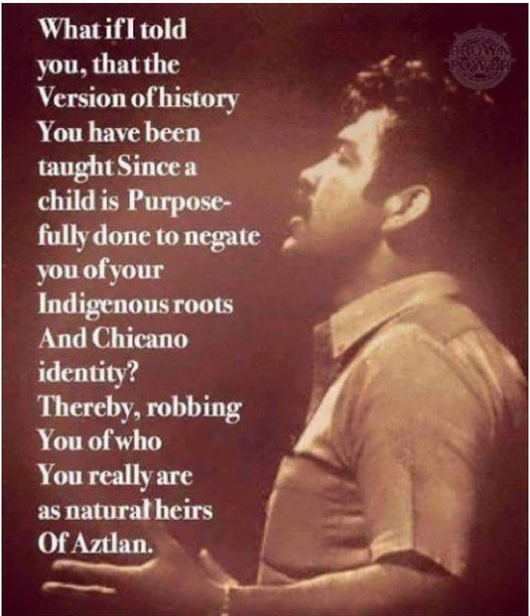 What if I told
you, that the
Version of history
You have been
taught Since a
child is Purpose-
fully done to negate
you of your
Indigenous roots
And Chicano
identity?
Thereby, robbing
You of who
You really are
as natural heirs
Of Aztlan.
BROWN
POWER